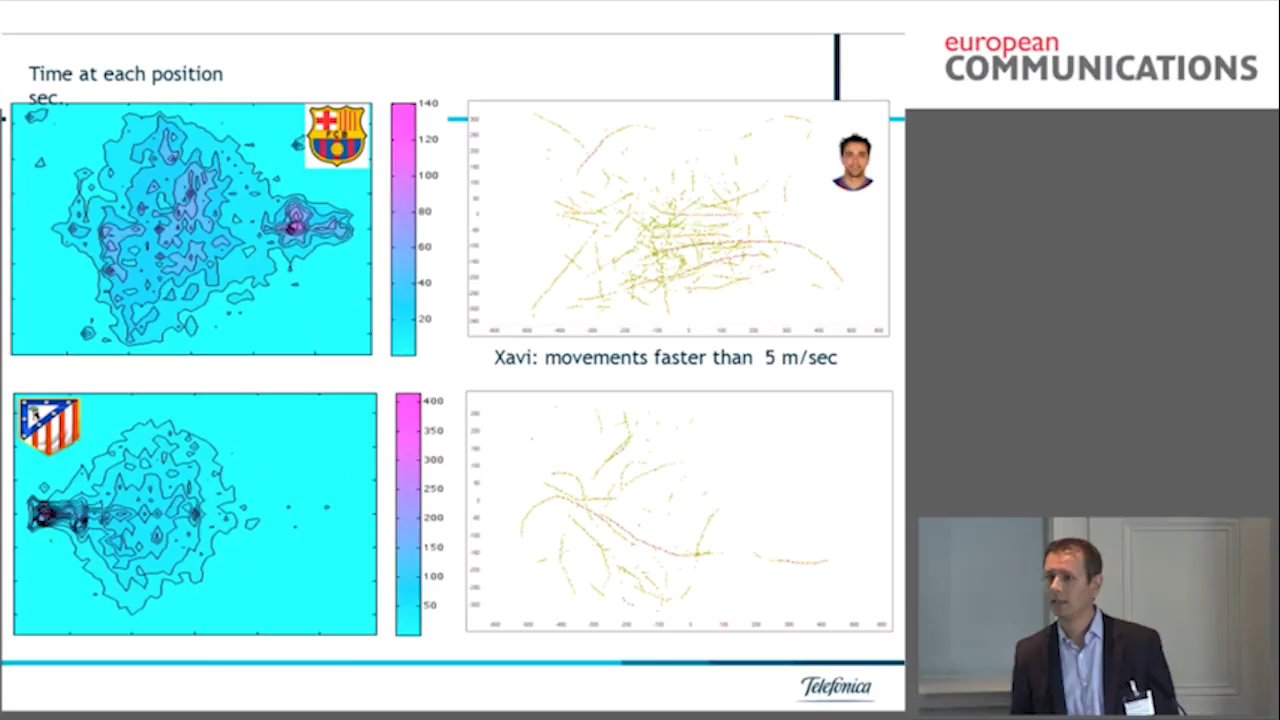 european
COMMUNICATIONS
Time at each position
sec.
F C B
140
120
100
80
60
40
20
Xavi: movements faster than 5 m/sec
400
350
300
250
200
150
100
50
Telefónica